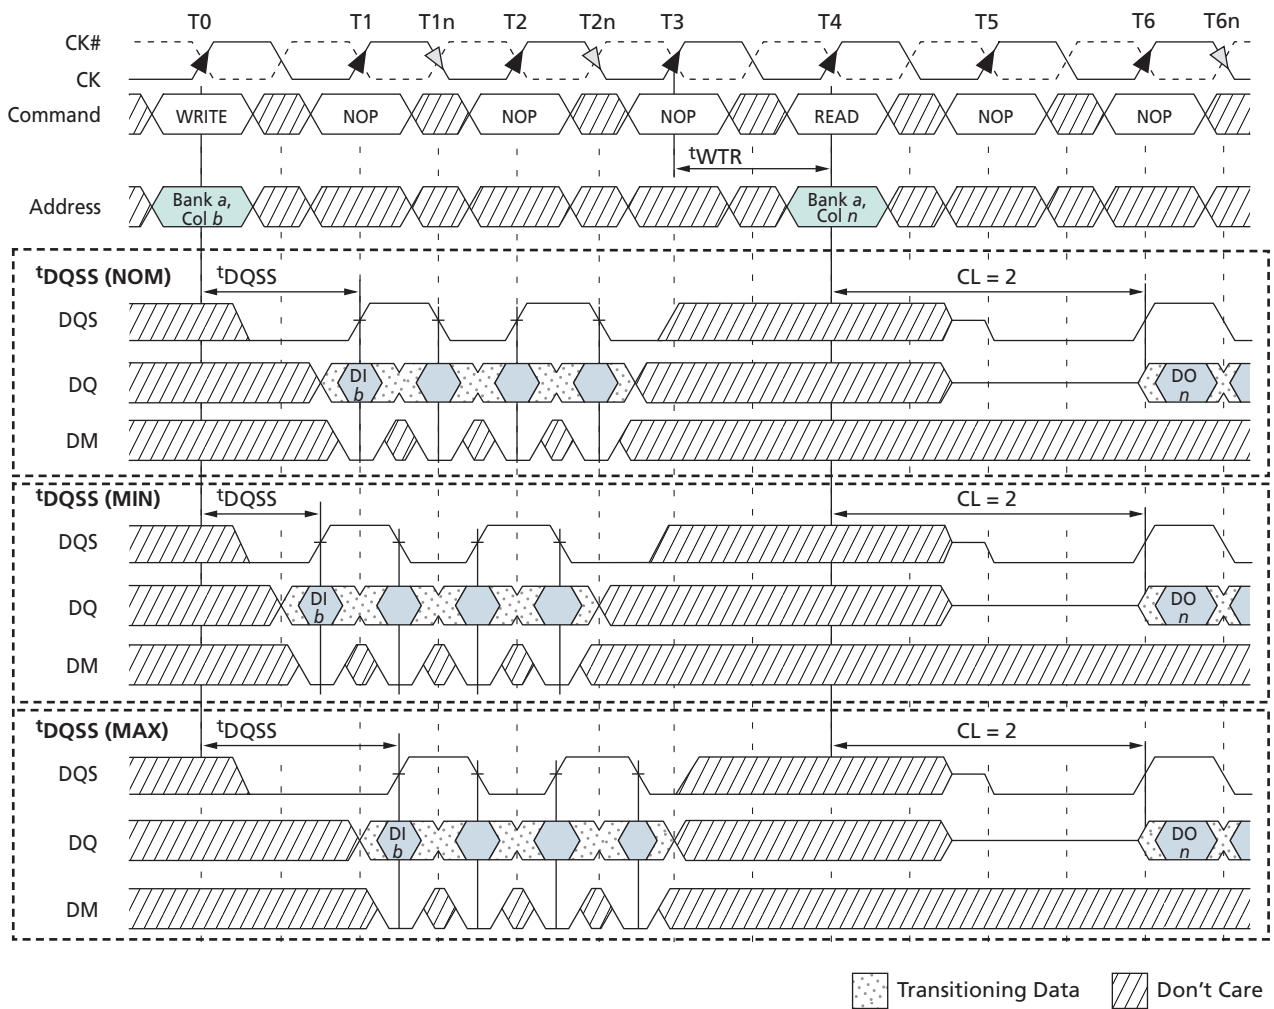 T0 T1 T1n T2 T2n T3 T4 T5 T6 T6n
CK#
CK
Command WRITE NOP NOP NOP READ NOP NOP
tWTR
Address Bank a, Col b Bank a, Col n
tDQSS (NOM) tDQSS CL = 2
DQS
DQ DI b DO n
DM
tDQSS (MIN) tDQSS CL = 2
DQS
DQ DI b DO n
DM
tDQSS (MAX) tDQSS CL = 2
DQS
DQ DI b DO n
DM
Transitioning Data Don't Care